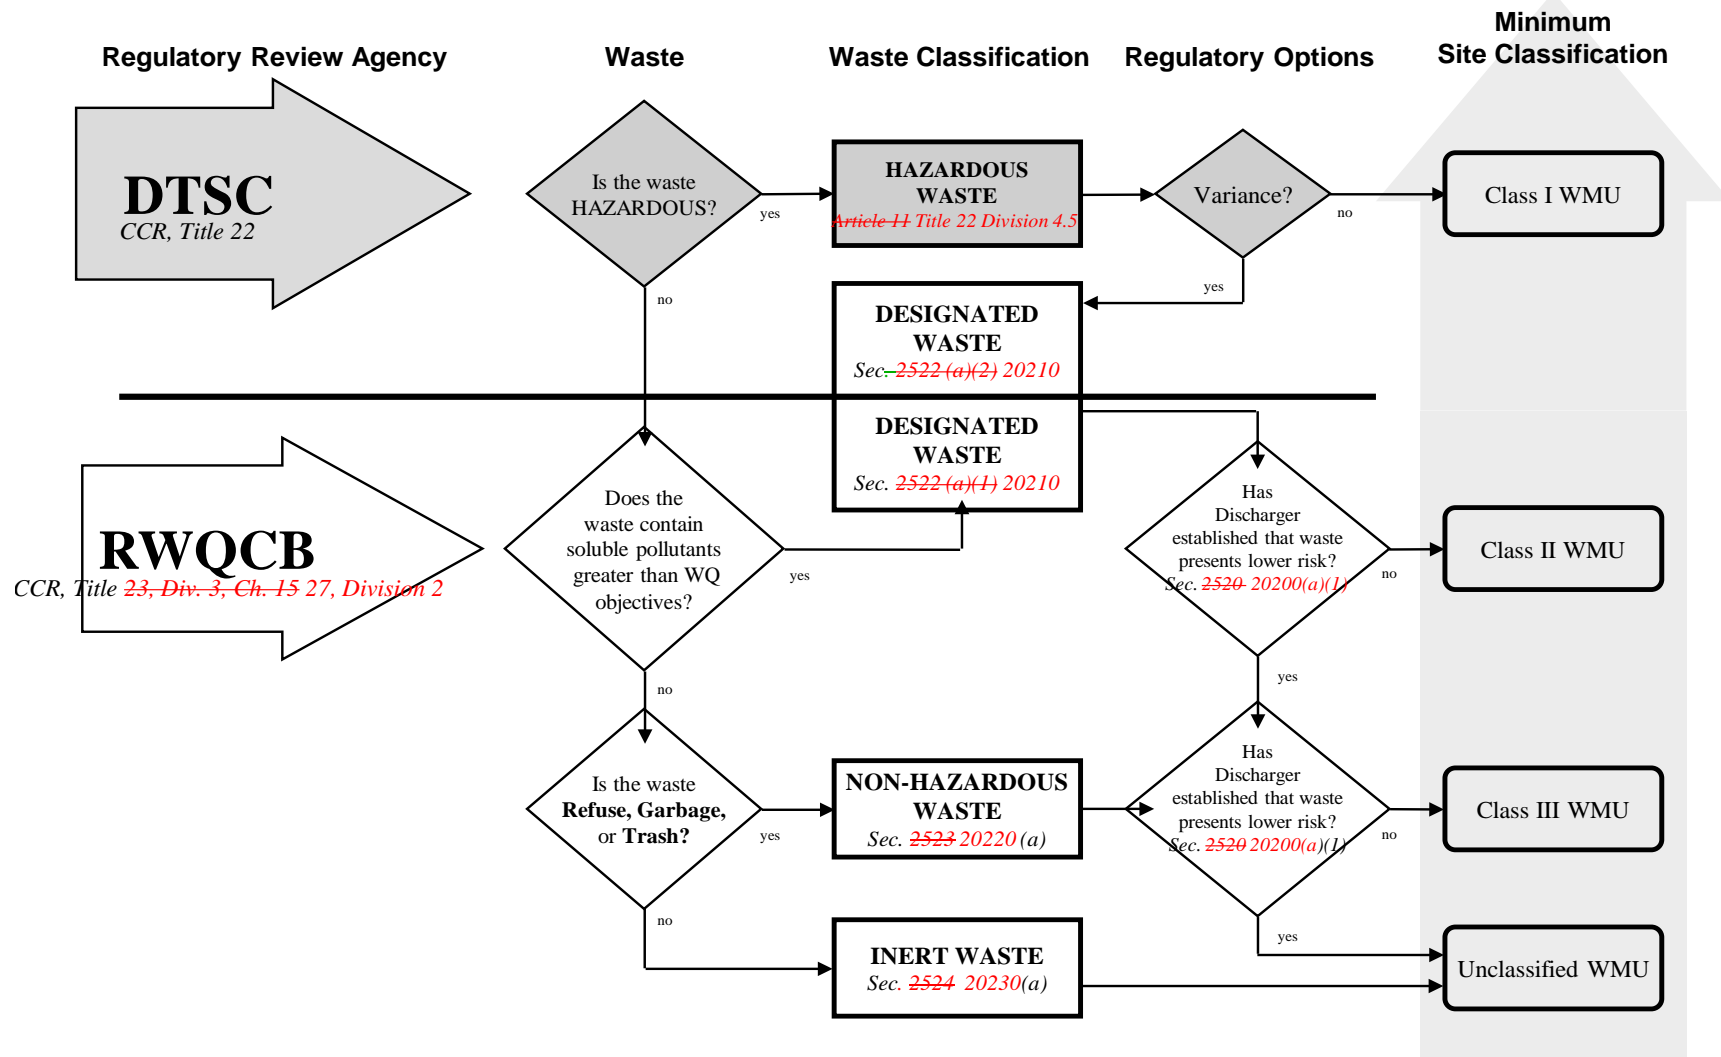 Regulatory Review Agency
Waste
Waste Classification
Regulatory Options
Minimum
Site Classification
DTSC
CCR, Title 22
Is the waste
HAZARDOUS?
yes
no
HAZARDOUS
WASTE
Article 11 Title 22 Division 4.5
Variance?
no
yes
Class I WMU
DESIGNATED
WASTE
Sec. 2522 (a)(2) 20210
DESIGNATED
WASTE
Sec. 2522 (a)(1) 20210
RWQCB
CCR, Title 23, Div. 3, Ch. 15 27, Division 2
Does the
waste contain
soluble pollutants
greater than WQ
objectives?
yes
no
Has
Discharger
established that waste
presents lower risk?
Sec. 2520 20200(a)(1)
no
yes
Class II WMU
Is the waste
Refuse, Garbage,
or Trash?
yes
no
NON-HAZARDOUS
WASTE
Sec. 2523 20220 (a)
Has
Discharger
established that waste
presents lower risk?
Sec. 2520 20200(a)(1)
no
yes
Class III WMU
INERT WASTE
Sec. 2524 20230(a)
Unclassified WMU